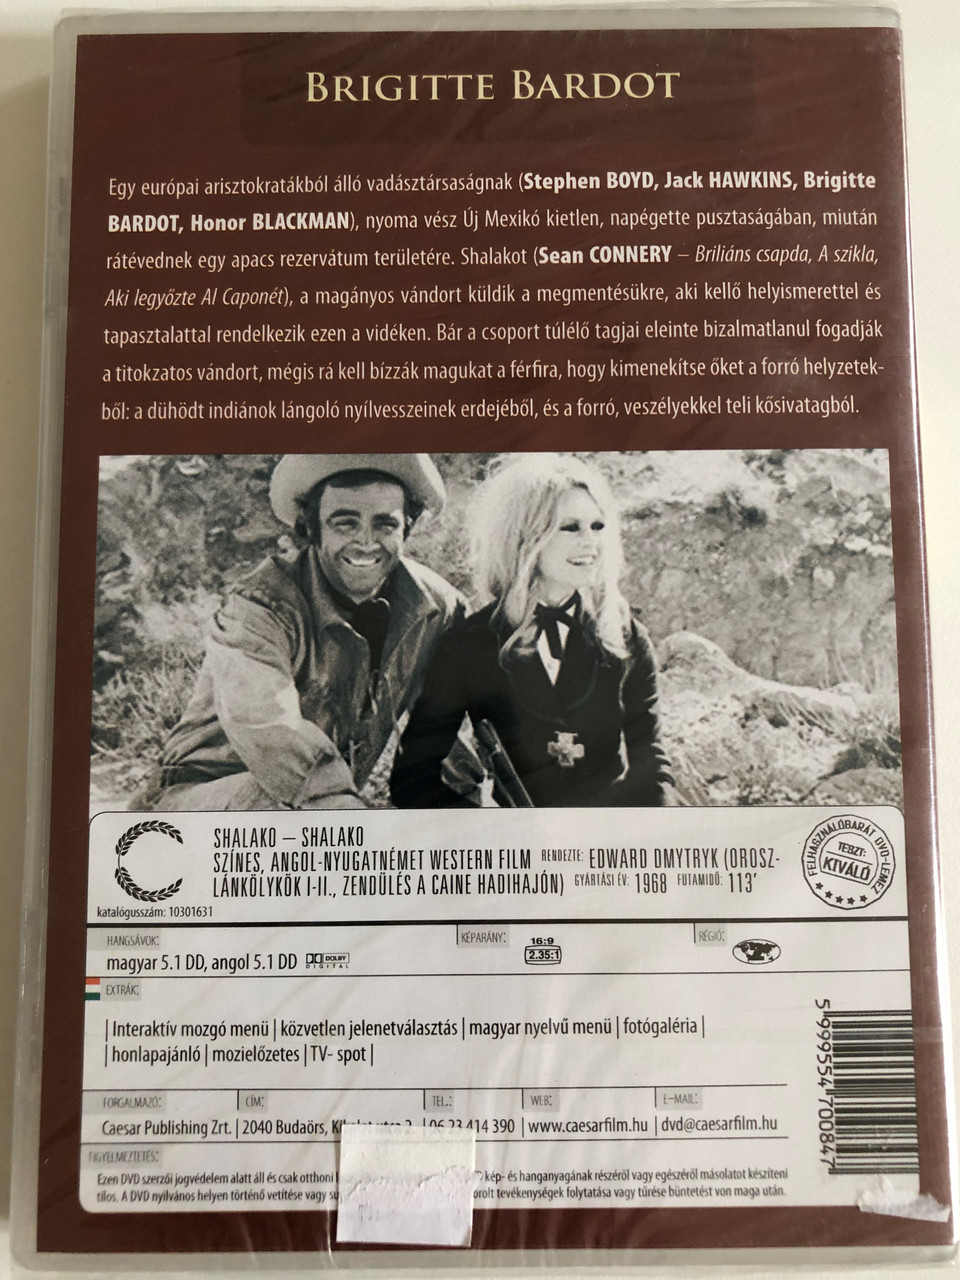 BRIGITTE BARDOT
Egy európai arisztokratákból álló vadásztársaságnak (Stephen BOYD, Jack HAWKINS, Brigitte
BARDOT, Honor BLACKMAN), nyoma vész Új Mexikó kietlen, napégette pusztaságában, miután
rátévednek egy apacs rezervátum területére. Shalakot (Sean CONNERY – Briliáns csapda, A szikla,
Aki legyőzte Al Caponét), a magányos vándort küldik a megmentésükre, aki kellő helyismerettel és
tapasztalattal rendelkezik ezen a vidéken. Bár a csoport túlélő tagjai eleinte bizalmatlanul fogadják
a titokzatos vándort, mégis rá kell bízzák magukat a férfira, hogy kimenekítse őket a forró helyzetek-
ből: a dühödt indiánok lángoló nyílvesszeinek erdejéből, és a forró, veszélyekkel teli kősivatagból.
SHALAKO – SHALAKO
SZÍNES, ANGOL-NYUGATNÉMET WESTERN FILM RENDEZTE: EDWARD DMYTRYK (OROSZ-
LÁNKÖLYKÖK I-II., ZENDÜLÉS A CAINE HADIHAJÓN) GYÁRTÁSI ÉV: 1968 FUTAMIDŐ: 113'
FELHASZNÁLÓBARÁT DVD-LEMEZ
TESZT:
KIVÁLÓ
katalógusszám: 10301631
HANGSÁVOK: KÉPARÁNY: RÉGIÓ:
magyar 5.1 DD, angol 5.1 DD DOLBY DIGITAL 16:9 2.35:1
EXTRÁK:
| Interaktív mozgó menü | közvetlen jelenetválasztás | magyar nyelvű menü | fotógaléria |
| honlapajánló | mozielőzetes | TV- spot |
FORGALMAZÓ: CÍM: TEL.: WEB: E-MAIL:
Caesar Publishing Zrt. | 2040 Budaörs, 2. | 06 23 414 390 | www.caesarfilm.hu | dvd@caesarfilm.hu
FIGYELMEZTETÉS:
Ezen DVD szerzői jogvédelem alatt áll és csak otthoni kép- és hanganyagának részéről vagy egészéről másolatot készíteni
tilos. A DVD nyilvános helyen történő vetítése vagy tevékenységek folytatása vagy tűrése büntetést von maga után.
5 999554 700847